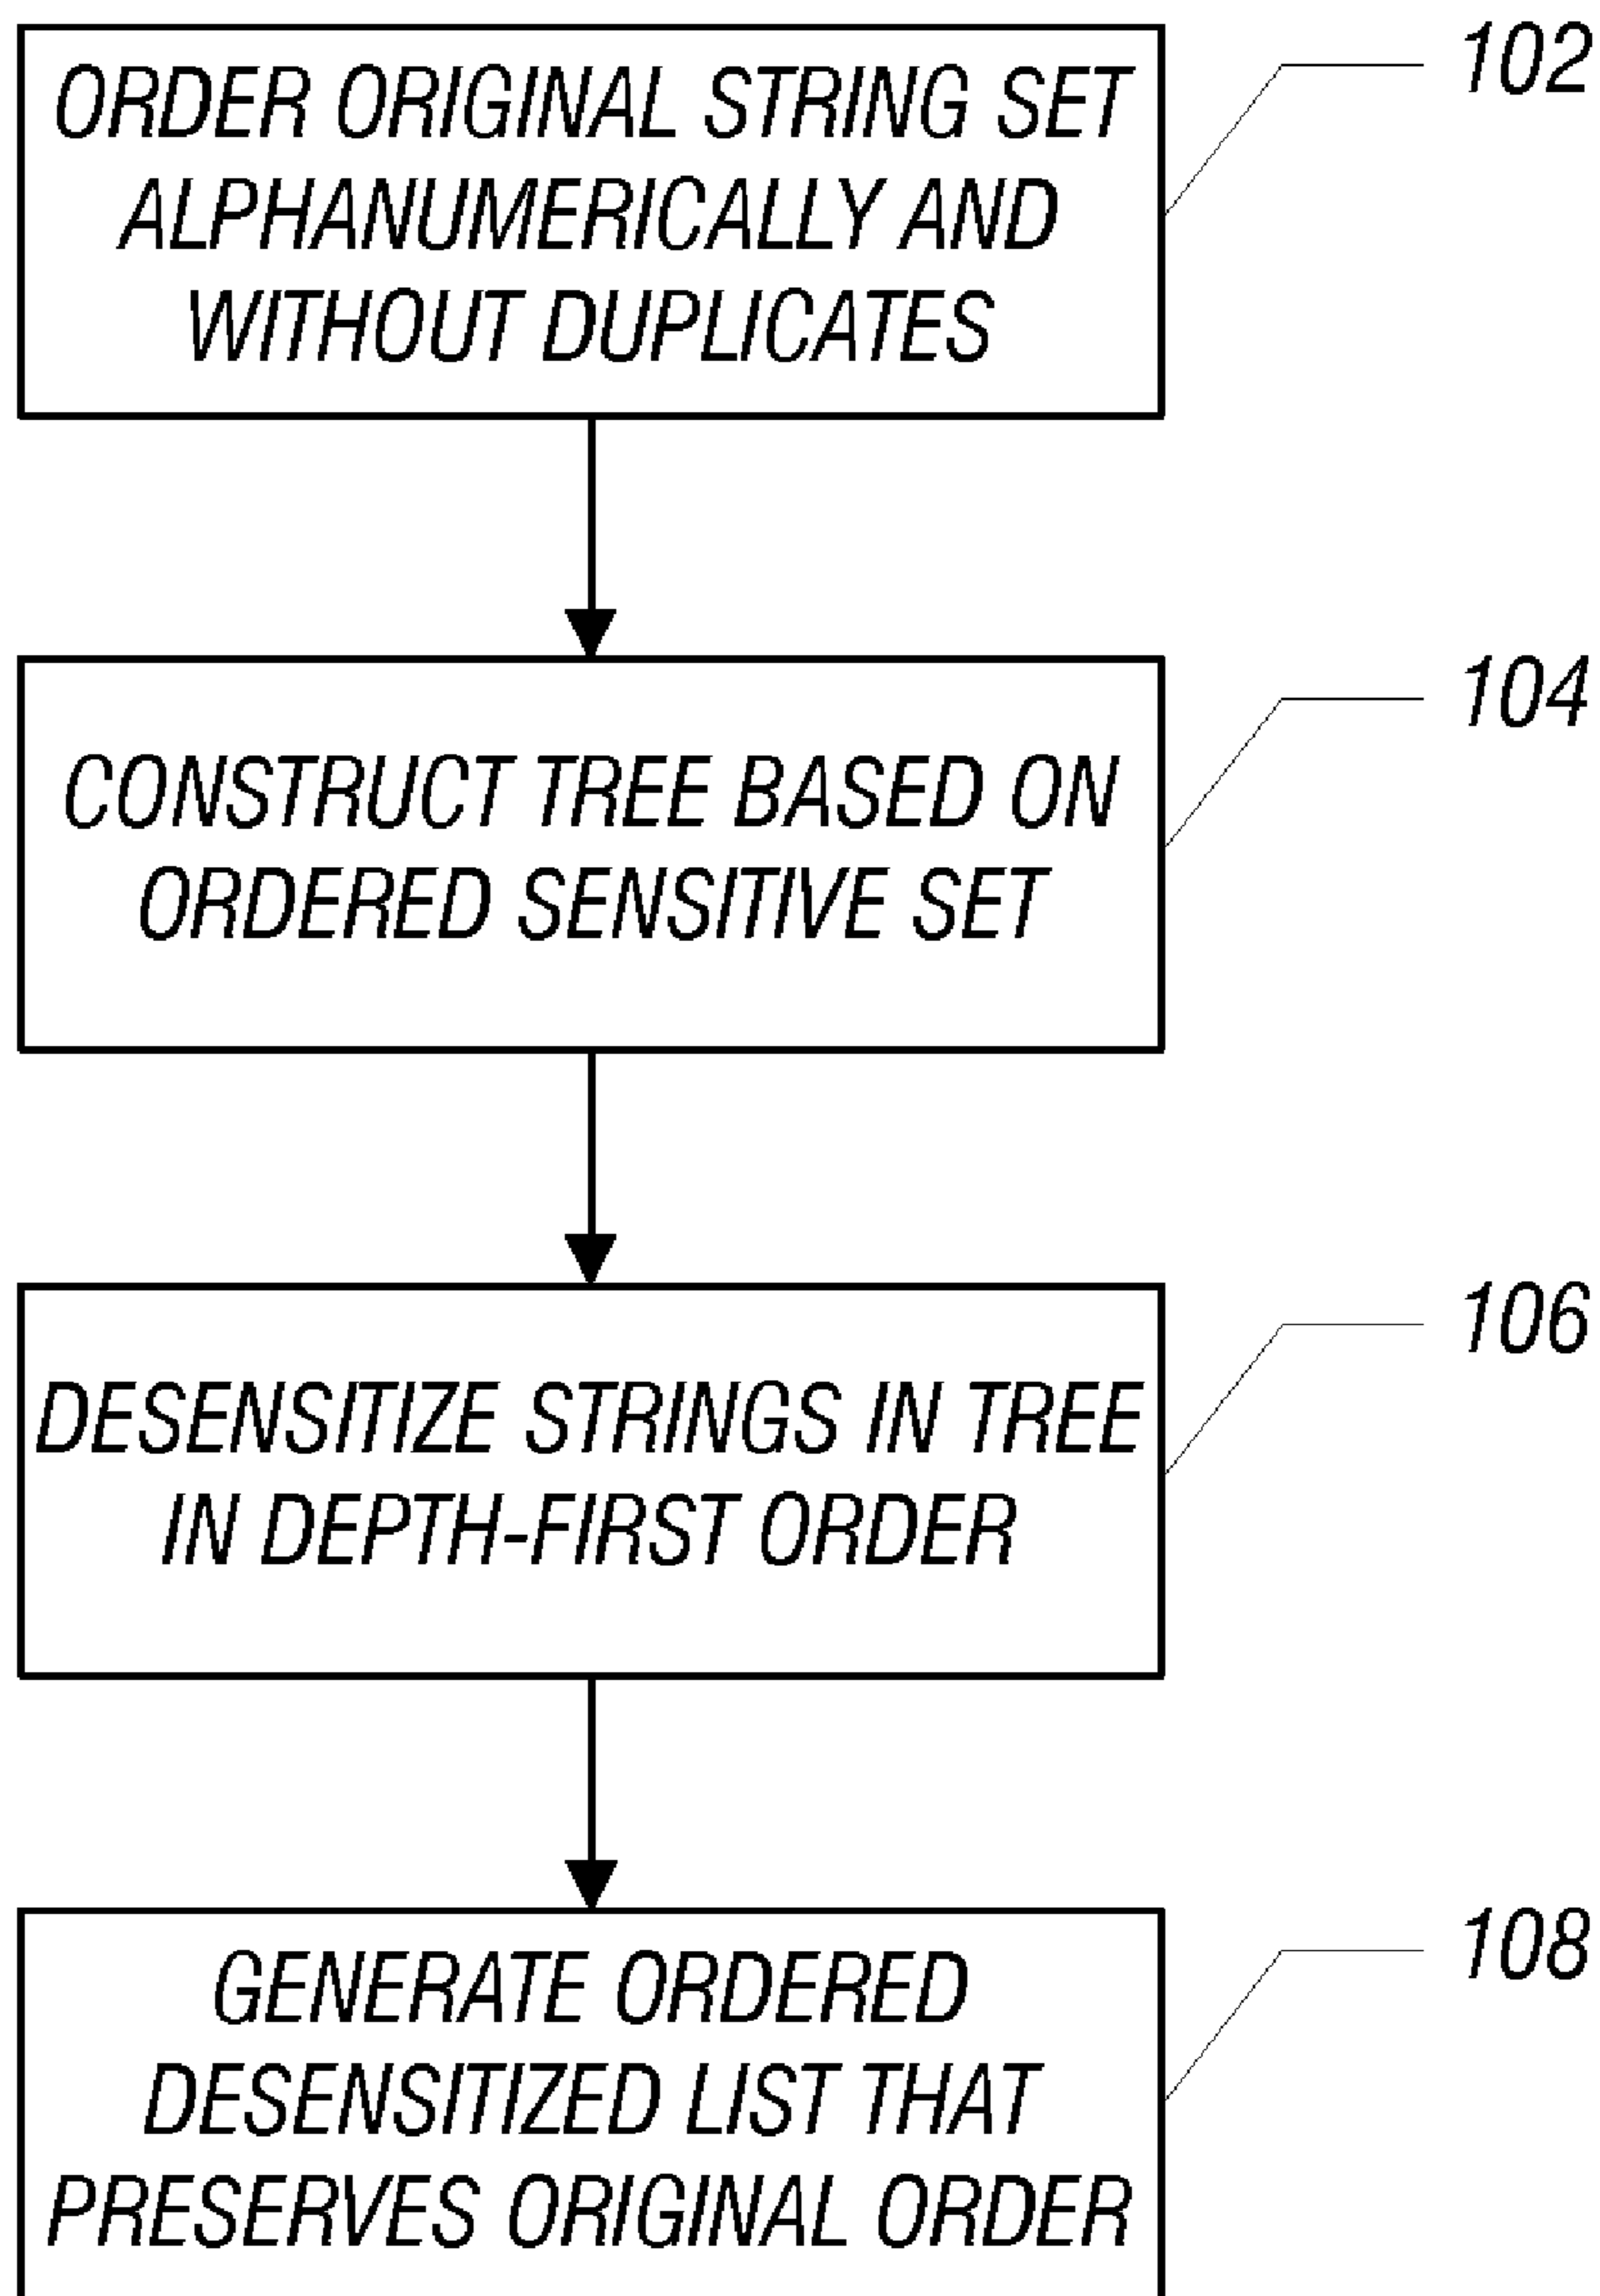 ORDER ORIGINAL STRING SET
ALPHANUMERICALLY AND
WITHOUT DUPLICATES
102
CONSTRUCT TREE BASED ON
ORDERED SENSITIVE SET
104
DESENSITIZE STRINGS IN TREE
IN DEPTH-FIRST ORDER
106
GENERATE ORDERED
DESENSITIZED LIST THAT
PRESERVES ORIGINAL ORDER
108